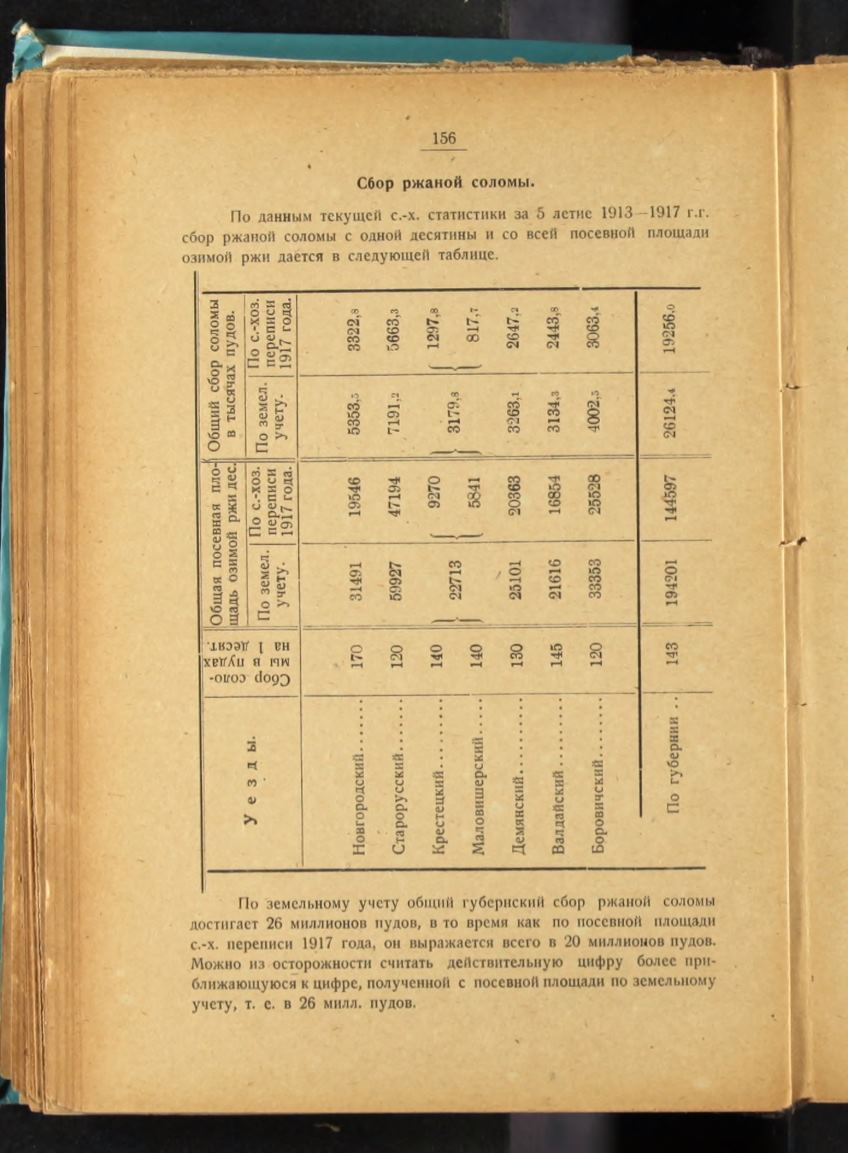 156
Сбор ржаной соломы.
По данным текущей с.-х. статистики за 5 летие 1913—1917 г.г.
сбор ржаной соломы с одной десятины и со всей посевной площади
озимой ржи дается в следующей таблице.
Уезды.
Сбор соло-
мы в пудах
на 1 десят.
Общая посевная пло-
щадь озимой ржи дес.
По земел.
учету.
По с.-хоз.
переписи
1917 года.
Общий сбор соломы
в тысячах пудов.
По земел.
учету.
По с.-хоз.
переписи
1917 года.
Новгородский....... 170 31491 19546 5353,5 3322,8
Старорусский....... 120 59927 47194 7191,2 5663,3
Крестецкий........ 140 22713 9270 3179,8 1297,8
Маловишерский..... 140 5841 817,7
Демянский......... 130 25101 20363 3263,1 2647,2
Валдайский........ 145 21616 16854 3134,3 2443,8
Боровичский....... 120 33353 25528 4002,5 3063,4
По губернии .. 143 194201 144597 26124,4 19256.0
По земельному учету общий губернский сбор ржаной соломы
достигает 26 миллионов пудов, в то время как по посевной площади
с.-х. переписи 1917 года, он выражается всего в 20 миллионов пудов.
Можно из осторожности считать действительную цифру более при-
ближающуюся к цифре, полученной с посевной площади по земельному
учету, т. е. в 26 милл. пудов.